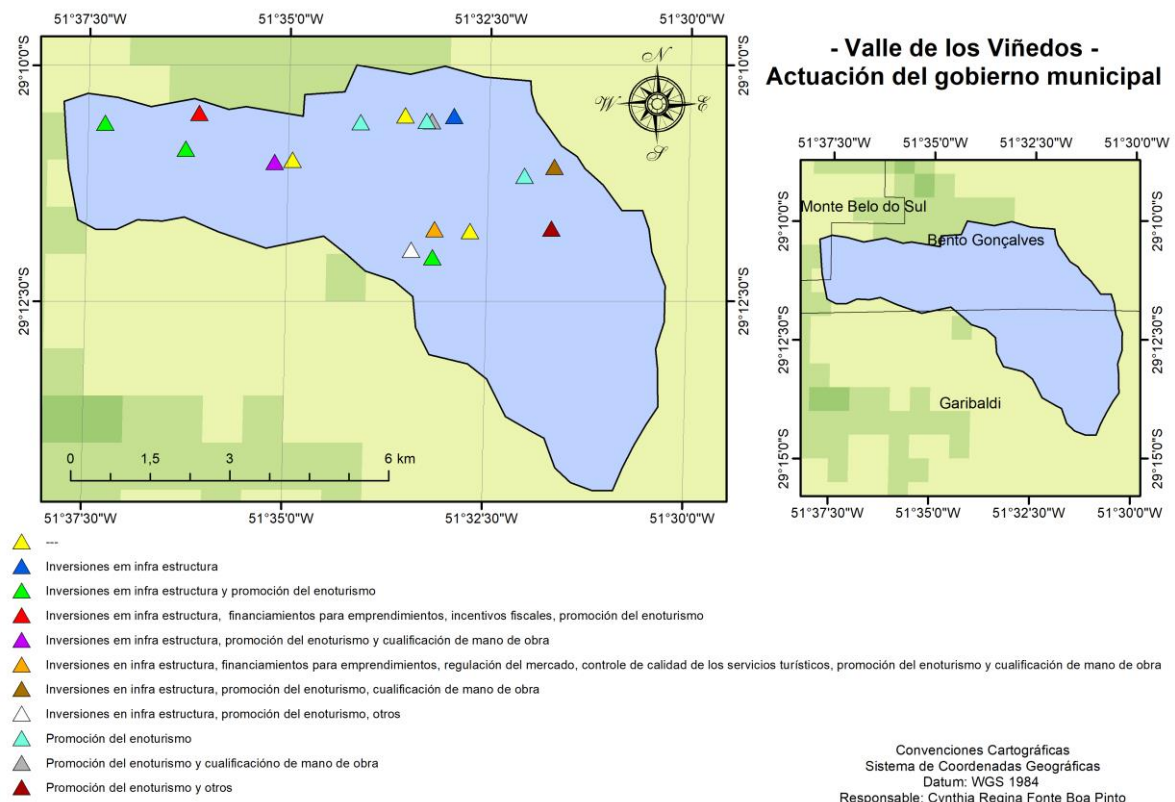 51°37'30"W 51°35'0"W 51°32'30"W 51°30'0"W
29°10'0"S
29°12'30"S
29°10'0"S
29°12'30"S
N
W E
S
0 1,5 3 6 km
51°37'30"W 51°35'0"W 51°32'30"W 51°30'0"W
- Valle de los Viñedos -
Actuación del gobierno municipal
51°37'30"W 51°35'0"W 51°32'30"W 51°30'0"W
29°10'0"S
29°12'30"S
29°15'0"S
Monte Belo do Sul
Bento Gonçalves
Garibaldi
29°10'0"S
29°12'30"S
29°15'0"S
51°37'30"W 51°35'0"W 51°32'30"W 51°30'0"W
---
Inversiones em infra estructura
Inversiones em infra estructura y promoción del enoturismo
Inversiones em infra estructura, financiamientos para emprendimientos, incentivos fiscales, promoción del enoturismo
Inversiones em infra estructura, promoción del enoturismo y cualificación de mano de obra
Inversiones en infra estructura, financiamientos para emprendimientos, regulación del mercado, controle de calidad de los servicios turísticos, promoción del enoturismo y cualificación de mano de obra
Inversiones en infra estructura, promoción del enoturismo, cualificación de mano de obra
Inversiones en infra estructura, promoción del enoturismo, otros
Promoción del enoturismo
Promoción del enoturismo y cualificacióno de mano de obra
Promoción del enoturismo y otros
Convenciones Cartográficas
Sistema de Coordenadas Geográficas
Datum: WGS 1984
Responsable: Cynthia Regina Fonte Boa Pinto